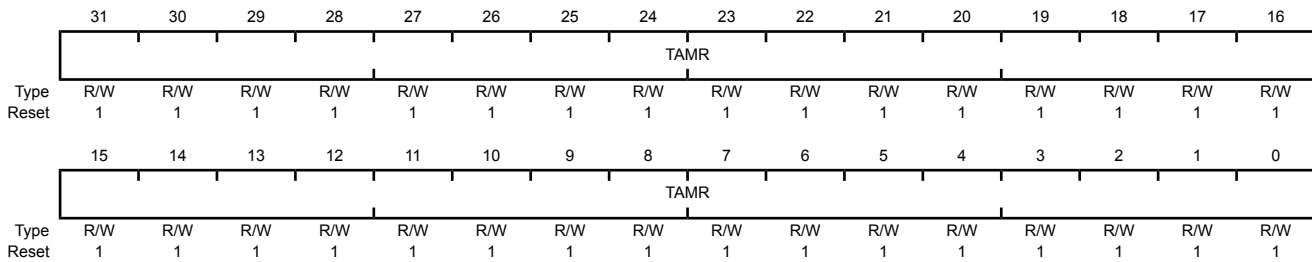 31 30 29 28 27 26 25 24 23 22 21 20 19 18 17 16
TAMR
Type R/W R/W R/W R/W R/W R/W R/W R/W R/W R/W R/W R/W R/W R/W R/W R/W
Reset 1 1 1 1 1 1 1 1 1 1 1 1 1 1 1 1
15 14 13 12 11 10 9 8 7 6 5 4 3 2 1 0
TAMR
Type R/W R/W R/W R/W R/W R/W R/W R/W R/W R/W R/W R/W R/W R/W R/W R/W
Reset 1 1 1 1 1 1 1 1 1 1 1 1 1 1 1 1